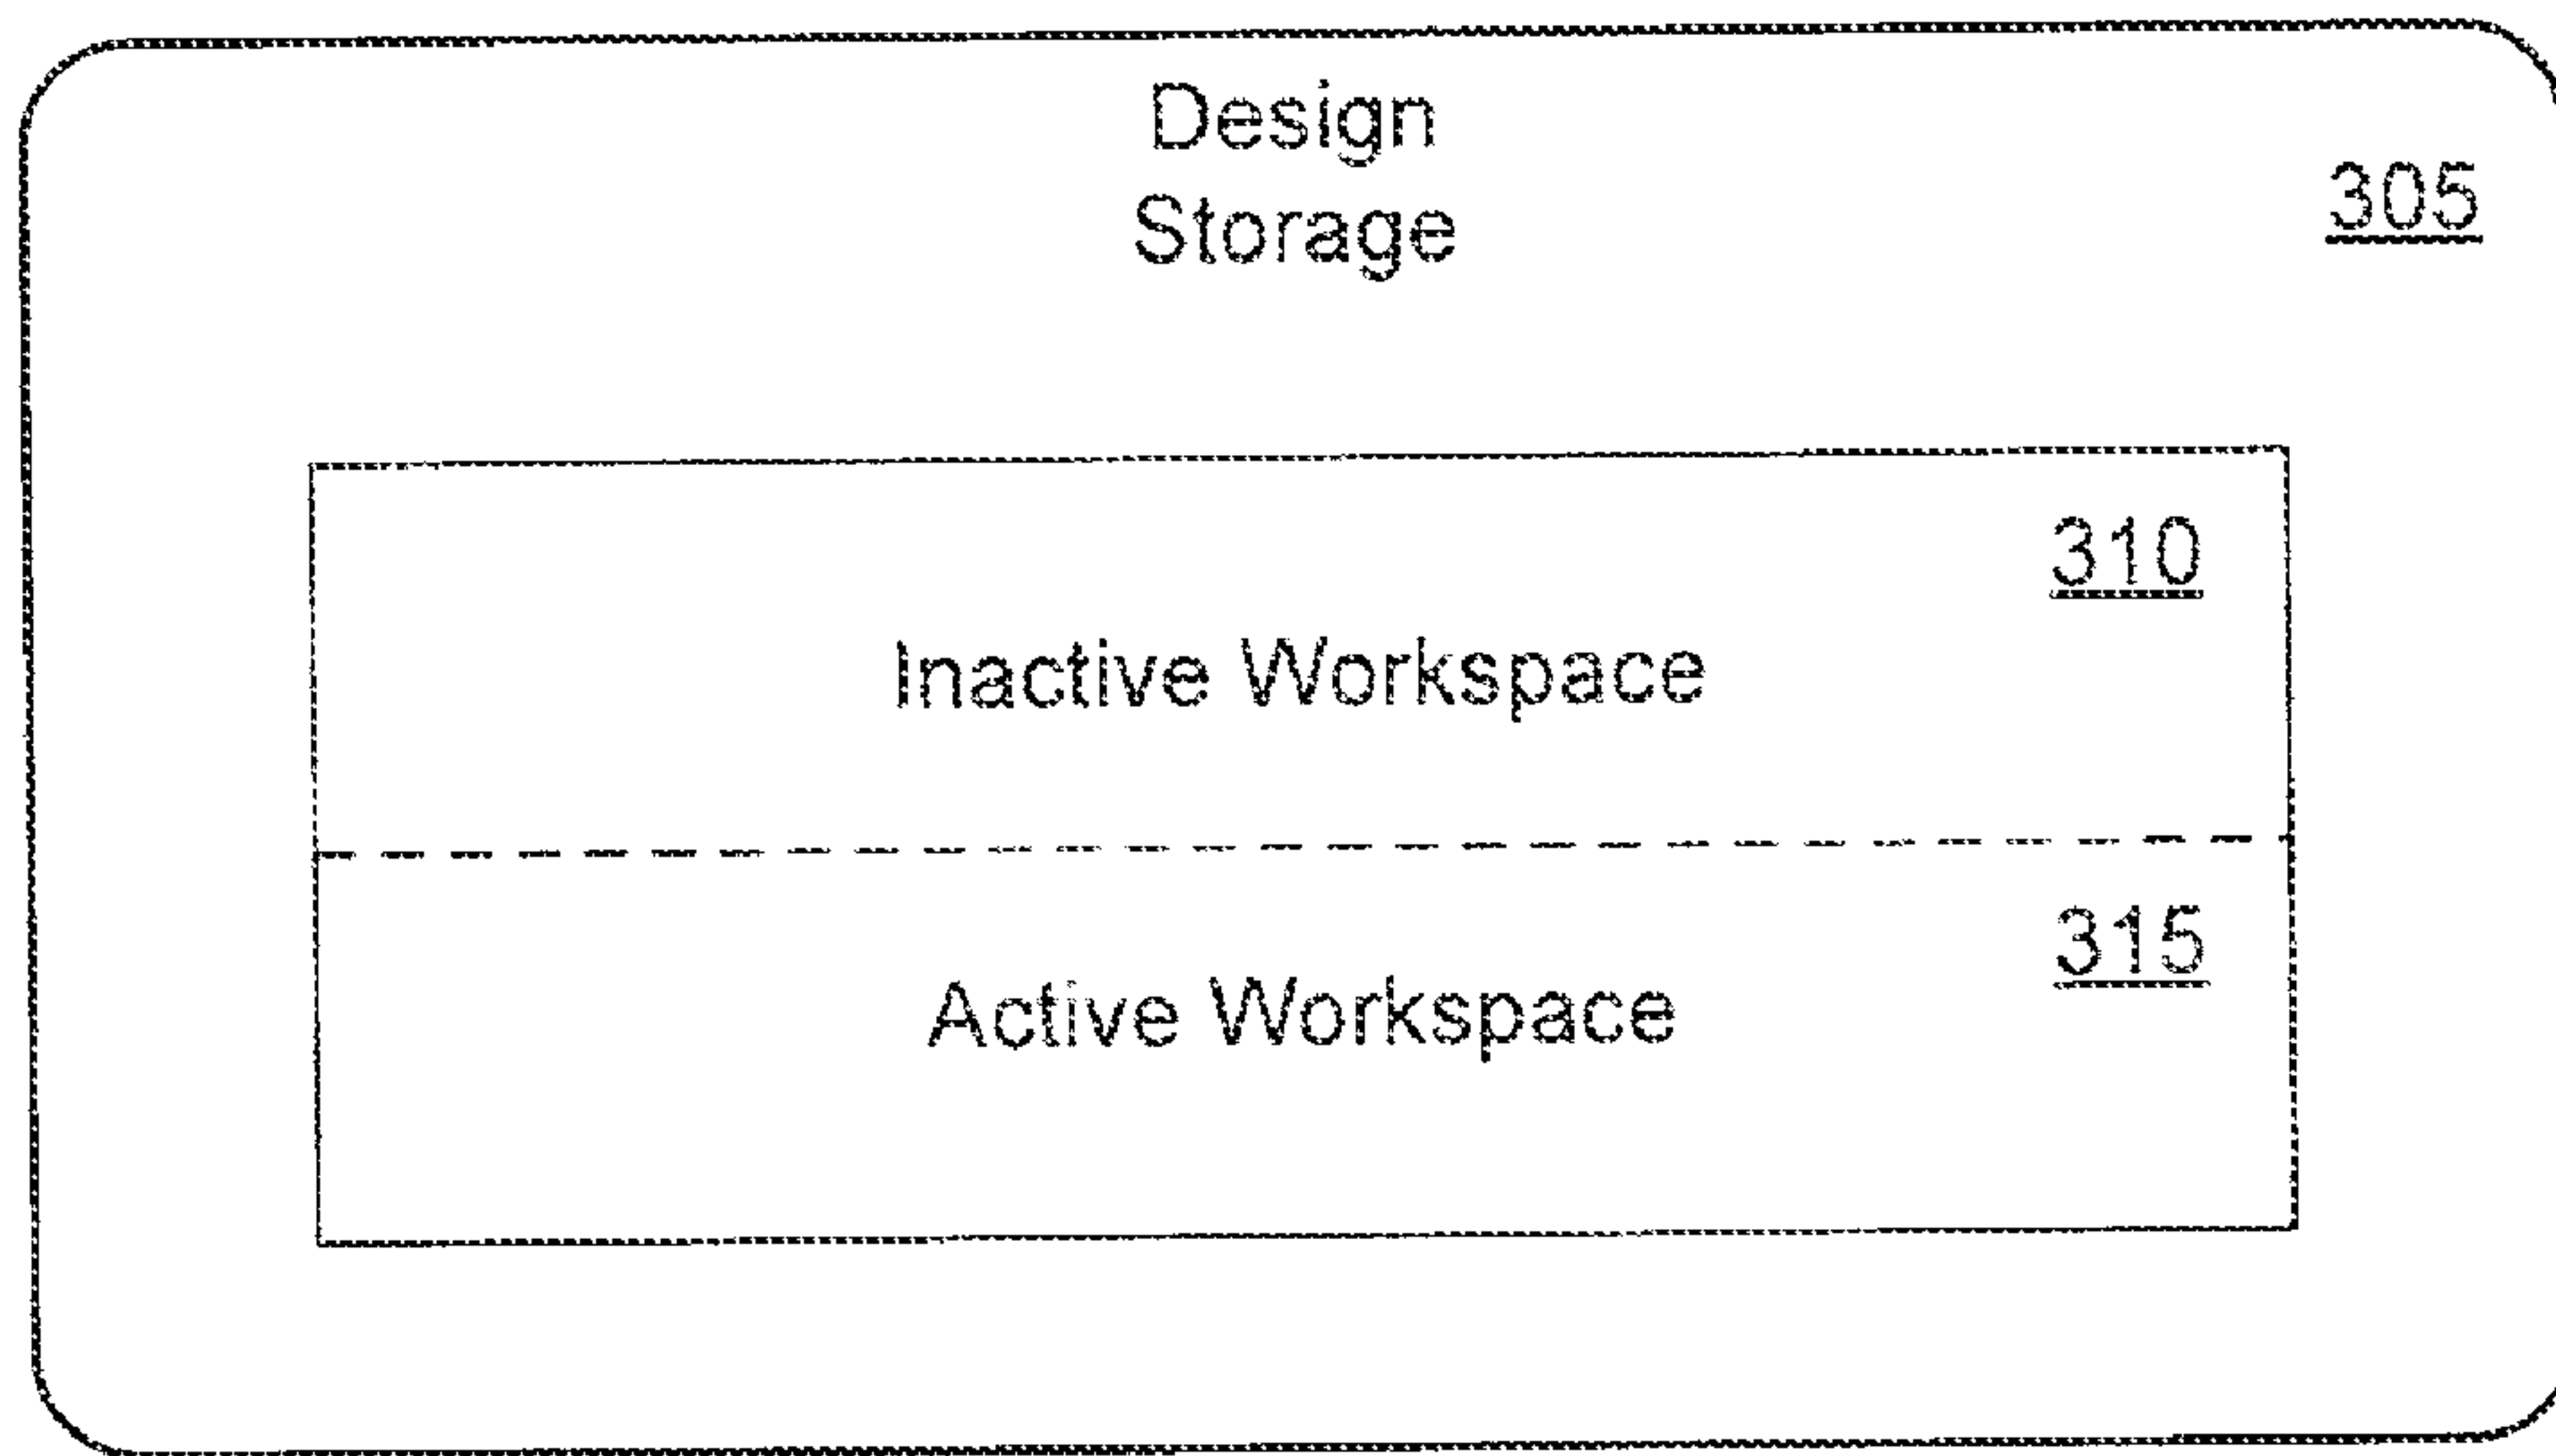 Design
Storage
305
310
Inactive Workspace
315
Active Workspace